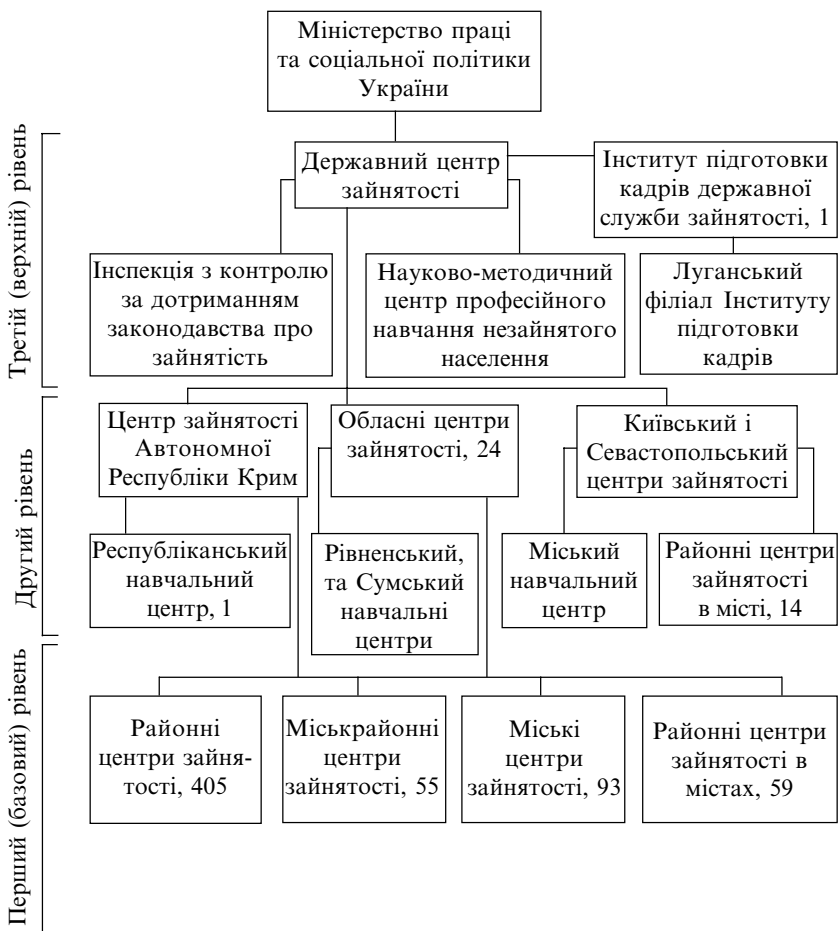 Міністерство праці
та соціальної політики
України
Третій (верхній) рівень
Державний центр
зайнятості
Інститут підготовки
кадрів державної
служби зайнятості, 1
Інспекція з контролю
за дотриманням
законодавства про
зайнятість
Науково-методичний
центр професійного
навчання незайнятого
населення
Луганський
філіал Інституту
підготовки
кадрів
Другий рівень
Центр зайнятості
Автономної
Республіки Крим
Обласні центри
зайнятості, 24
Київський і
Севастопольський
центри зайнятості
Республіканський
навчальний
центр, 1
Рівненський,
та Сумський
навчальні
центри
Міський
навчальний
центр
Районні центри
зайнятості
в місті, 14
Перший (базовий) рівень
Районні
центри зайня-
тості, 405
Міськрайонні
центри
зайнятості, 55
Міські
центри
зайнятості, 93
Районні центри
зайнятості в
містах, 59